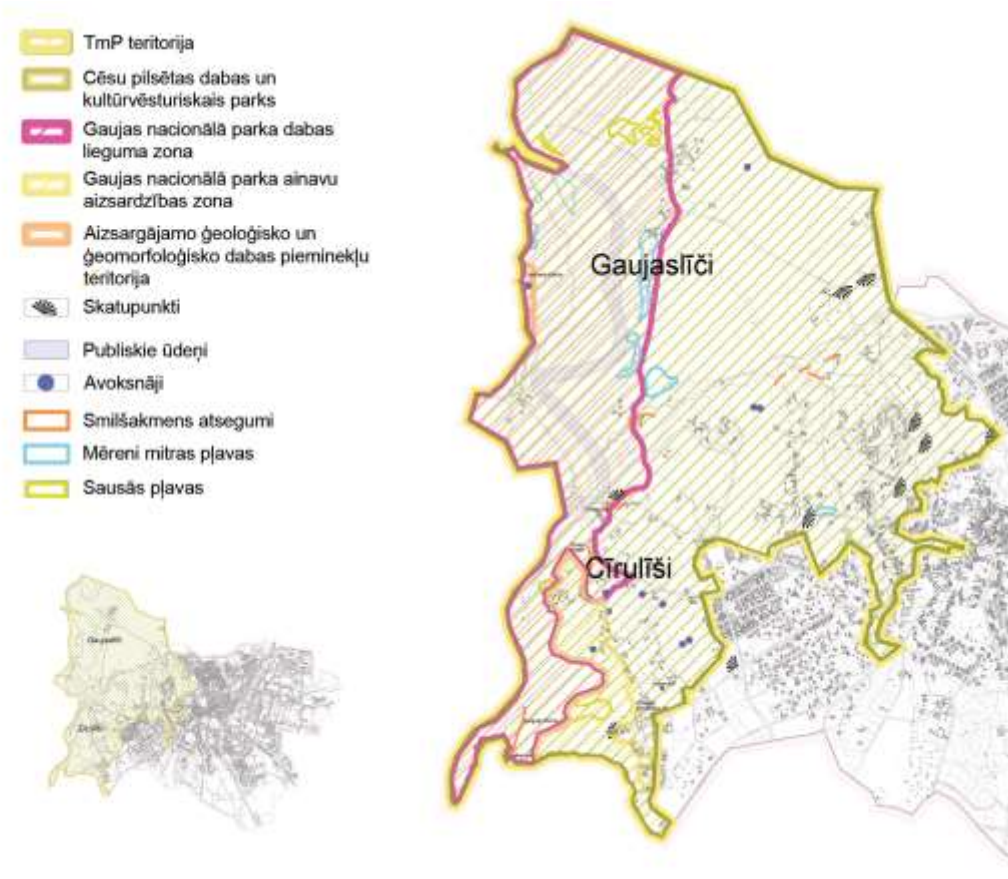 TmP teritorija
Cēsu pilsētas dabas un
kultūrvēsturiskais parks
Gaujas nacionālā parka dabas
lieguma zona
Gaujas nacionālā parka ainavu
aizsardzības zona
Aizsargājamo ģeoloģisko un
ģeomorfoloģisko dabas pieminekļu
teritorija
Skatupunkti
Publiskie ūdeņi
Avoksnāji
Smilšakmens atsegumi
Mēreni mitras pļavas
Sausās pļavas
Gaujaslīči
Cīrulīši